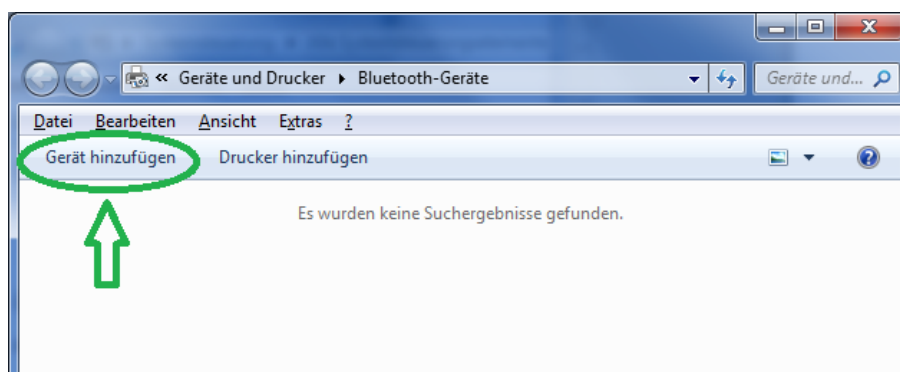 « Geräte und Drucker ▸ Bluetooth-Geräte Geräte und...
Datei Bearbeiten Ansicht Extras ?
Gerät hinzufügen Drucker hinzufügen
Es wurden keine Suchergebnisse gefunden.